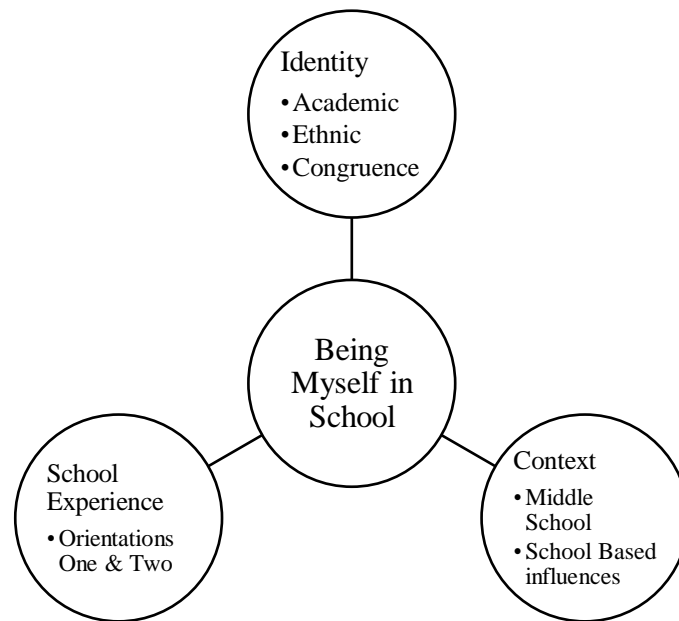 Identity
•Academic
•Ethnic
•Congruence
Being
Myself in
School
School
Experience
•Orientations
One & Two
Context
•Middle
School
•School Based
influences